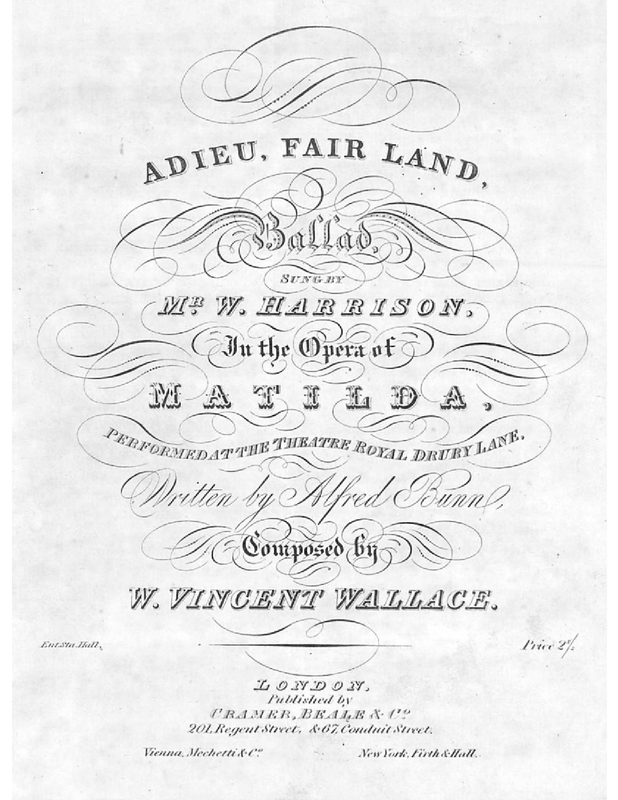 ADIEU, FAIR LAND,
Ballad,
SUNG BY
MR. W. HARRISON,
In the Opera of
MATILDA,
PERFORMED AT THE THEATRE ROYAL DRURY LANE,
Written by Alfred Bunn,
Composed by
W. VINCENT WALLACE.
Ent. Sta. Hall, Price 2s/.
LONDON,
Published by
CRAMER, BEALE & Co.
201, Regent Street, & 67, Conduit Street,
Vienna, Mechetti & Co. New York, Firth & Hall.